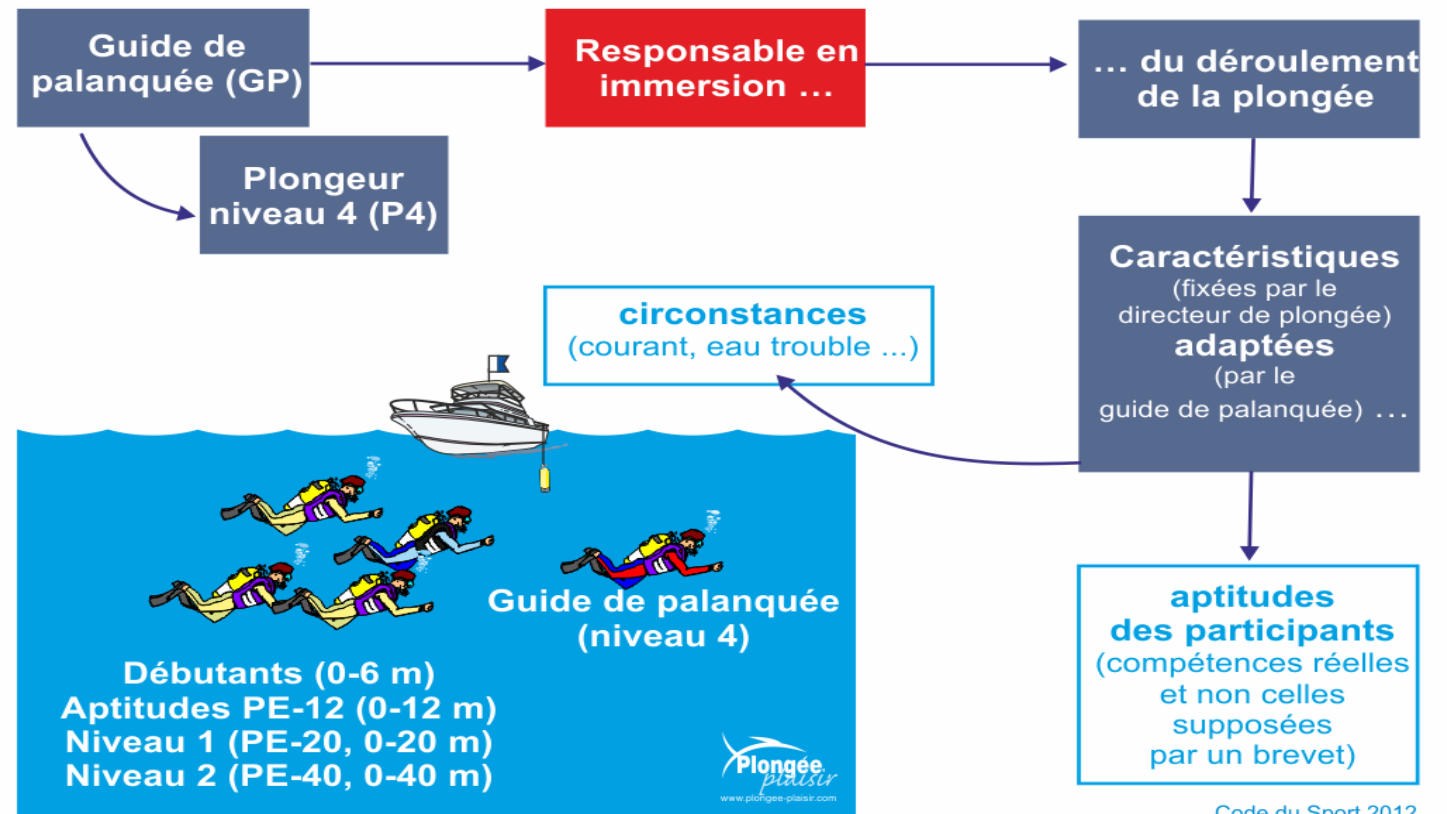 Guide de
palanquée (GP)
Responsable en
immersion ...
... du déroulement
de la plongée
Plongeur
niveau 4 (P4)
Caractéristiques
(fixées par le
directeur de plongée)
adaptées
(par le
guide de palanquée) ...
circonstances
(courant, eau trouble ...)
aptitudes
des participants
(compétences réelles
et non celles
supposées
par un brevet)
Guide de palanquée
(niveau 4)
Débutants (0-6 m)
Aptitudes PE-12 (0-12 m)
Niveau 1 (PE-20, 0-20 m)
Niveau 2 (PE-40, 0-40 m)
Plongée
plaisir
www.plongee-plaisir.com
Code du Sport 2012